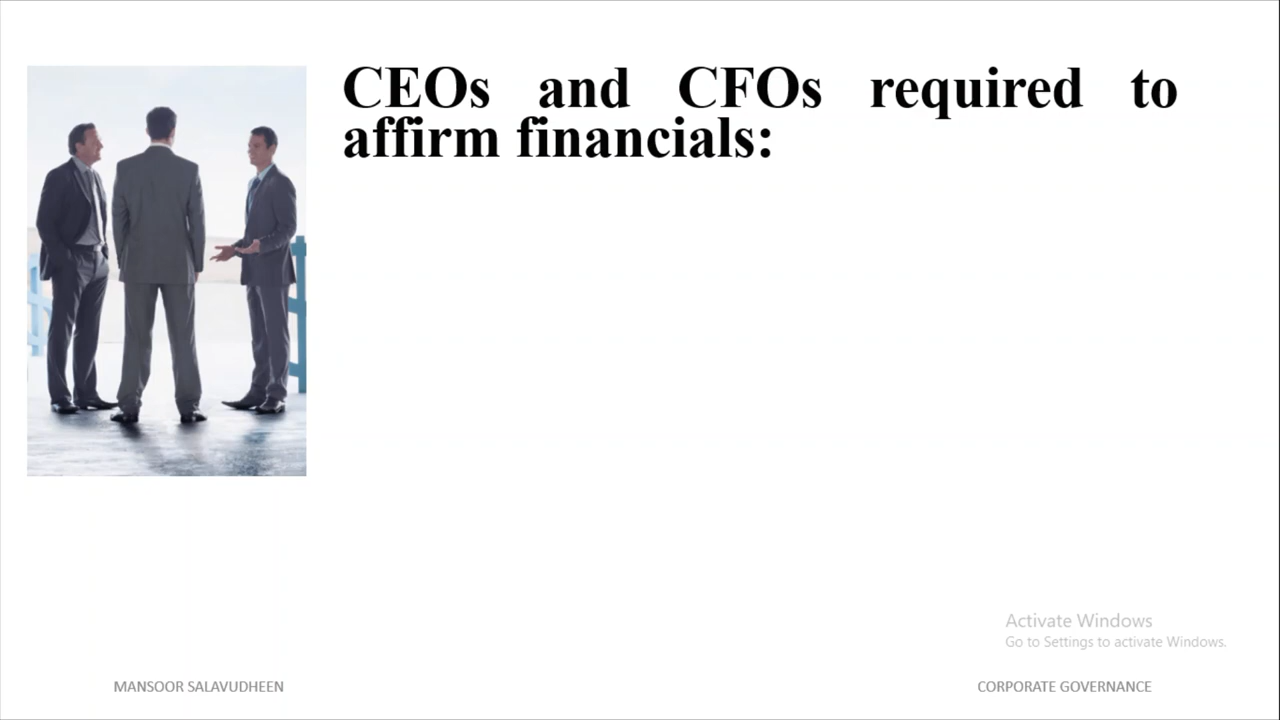 CEOs and CFOs required to
affirm financials:
Activate Windows
Go to Settings to activate Windows.
MANSOOR SALAVUDHEEN
CORPORATE GOVERNANCE